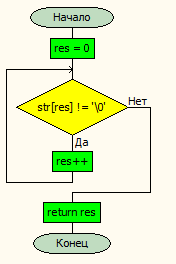 Начало
res = 0
str[res] != '\0'
Нет
Да
res++
return res
Конец